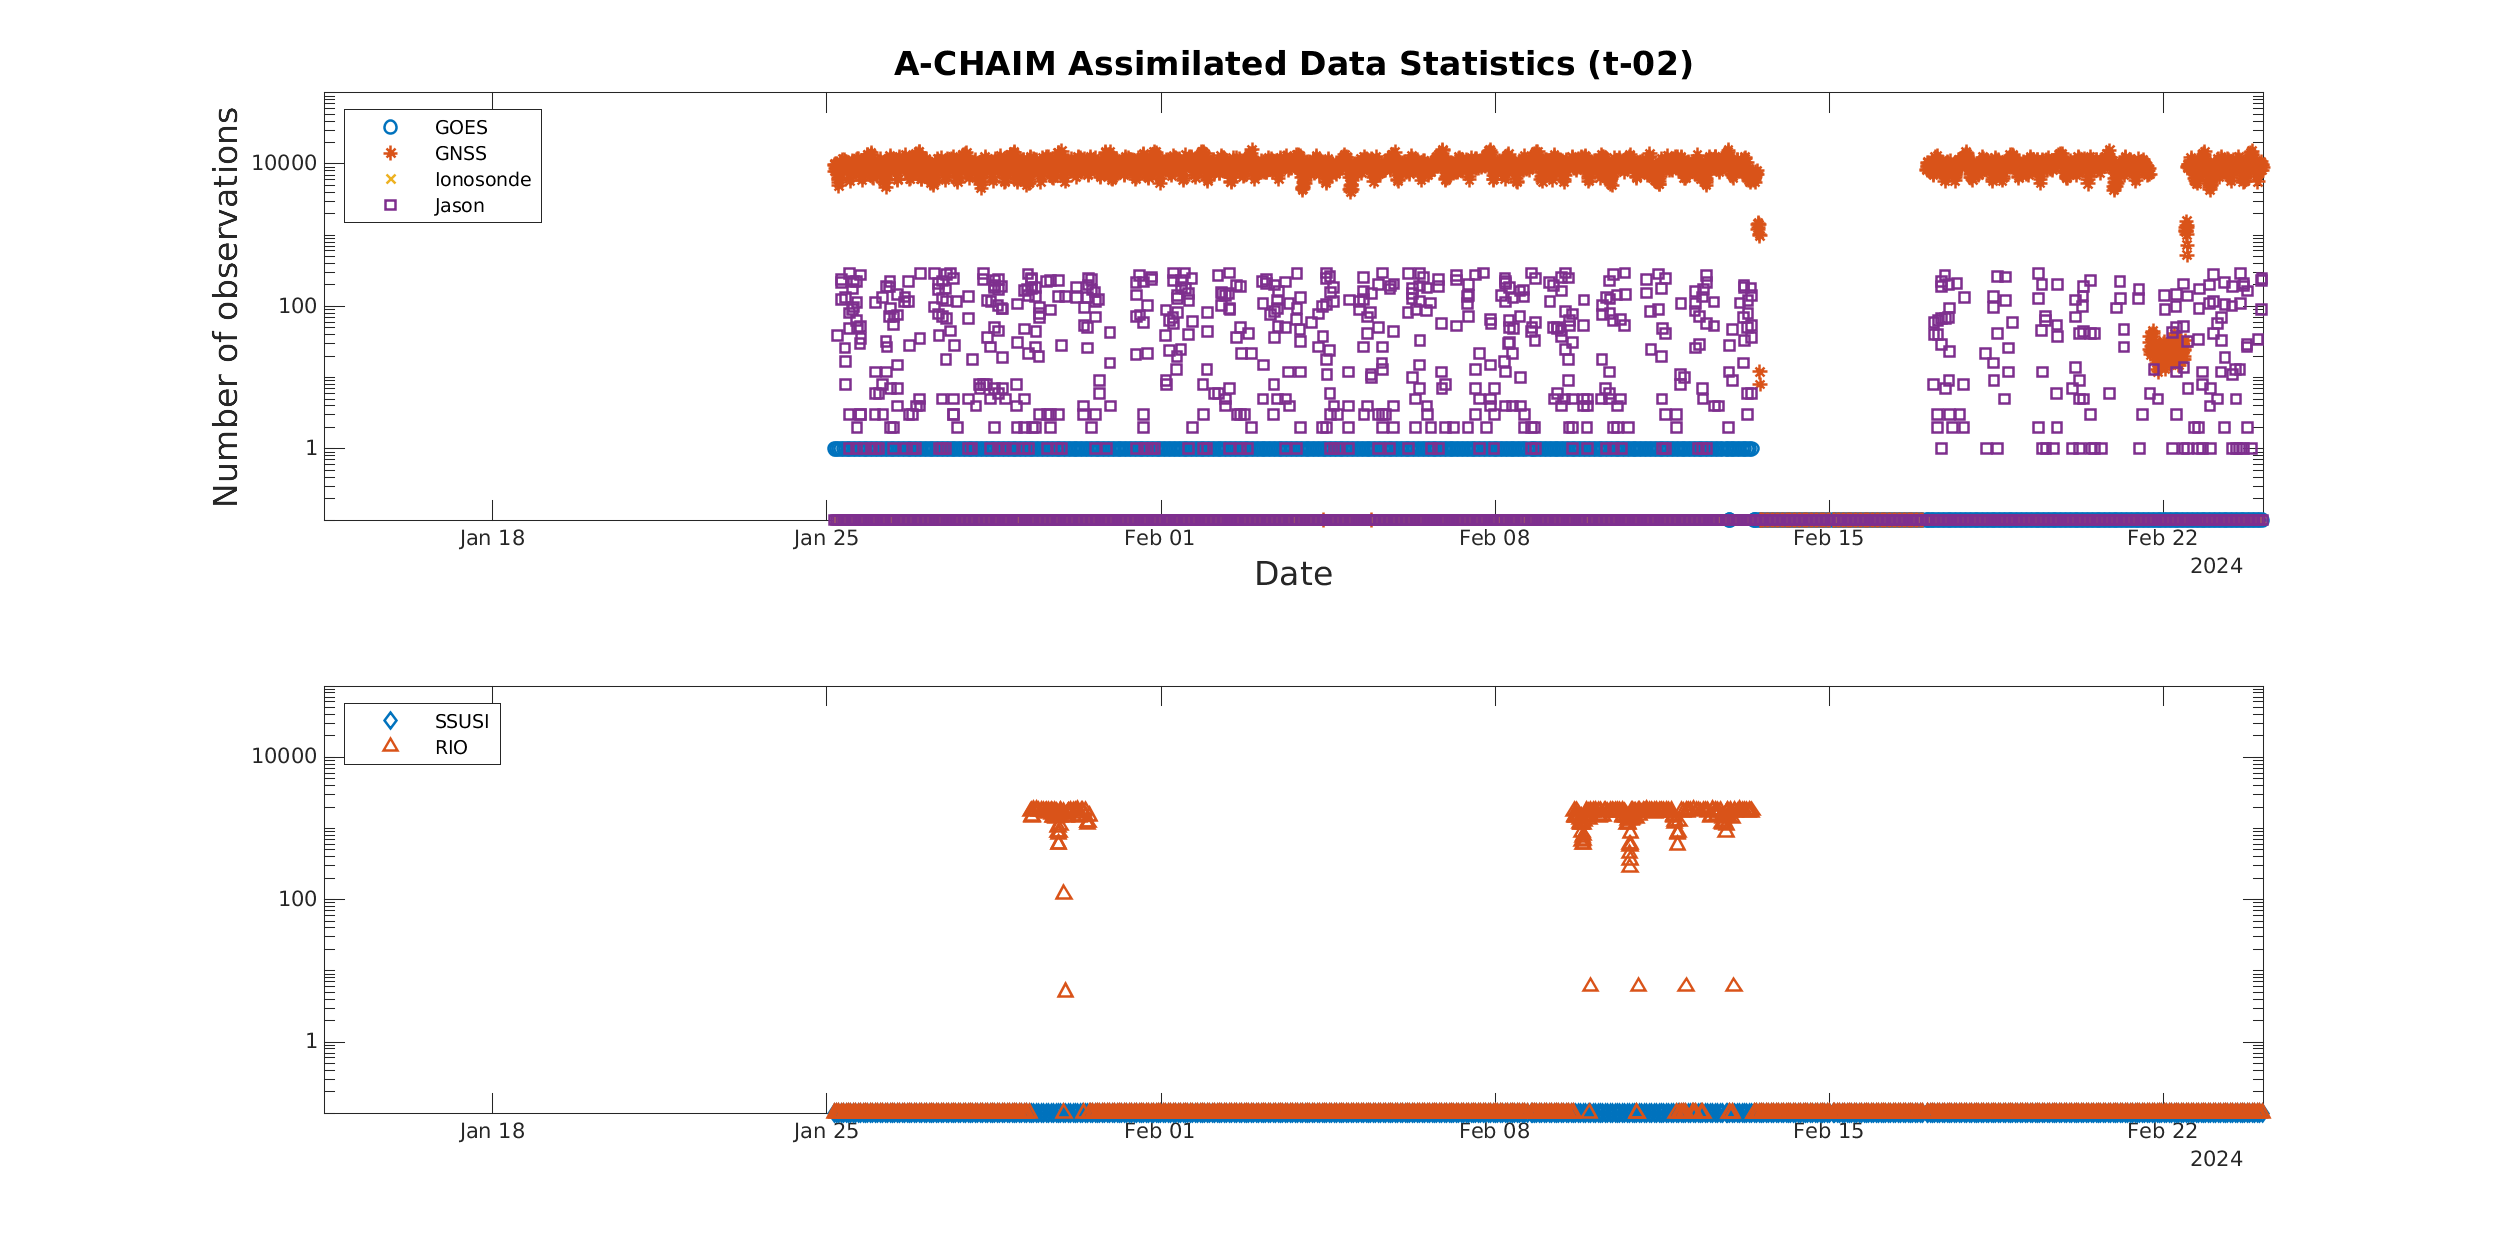 A-CHAIM Assimilated Data Statistics (t-02)
Number of observations
10000
100
1
GOES
GNSS
Ionosonde
Jason
Jan 18
Jan 25
Feb 01
Feb 08
Feb 15
Feb 22
2024
Date
10000
100
1
SSUSI
RIO
Jan 18
Jan 25
Feb 01
Feb 08
Feb 15
Feb 22
2024